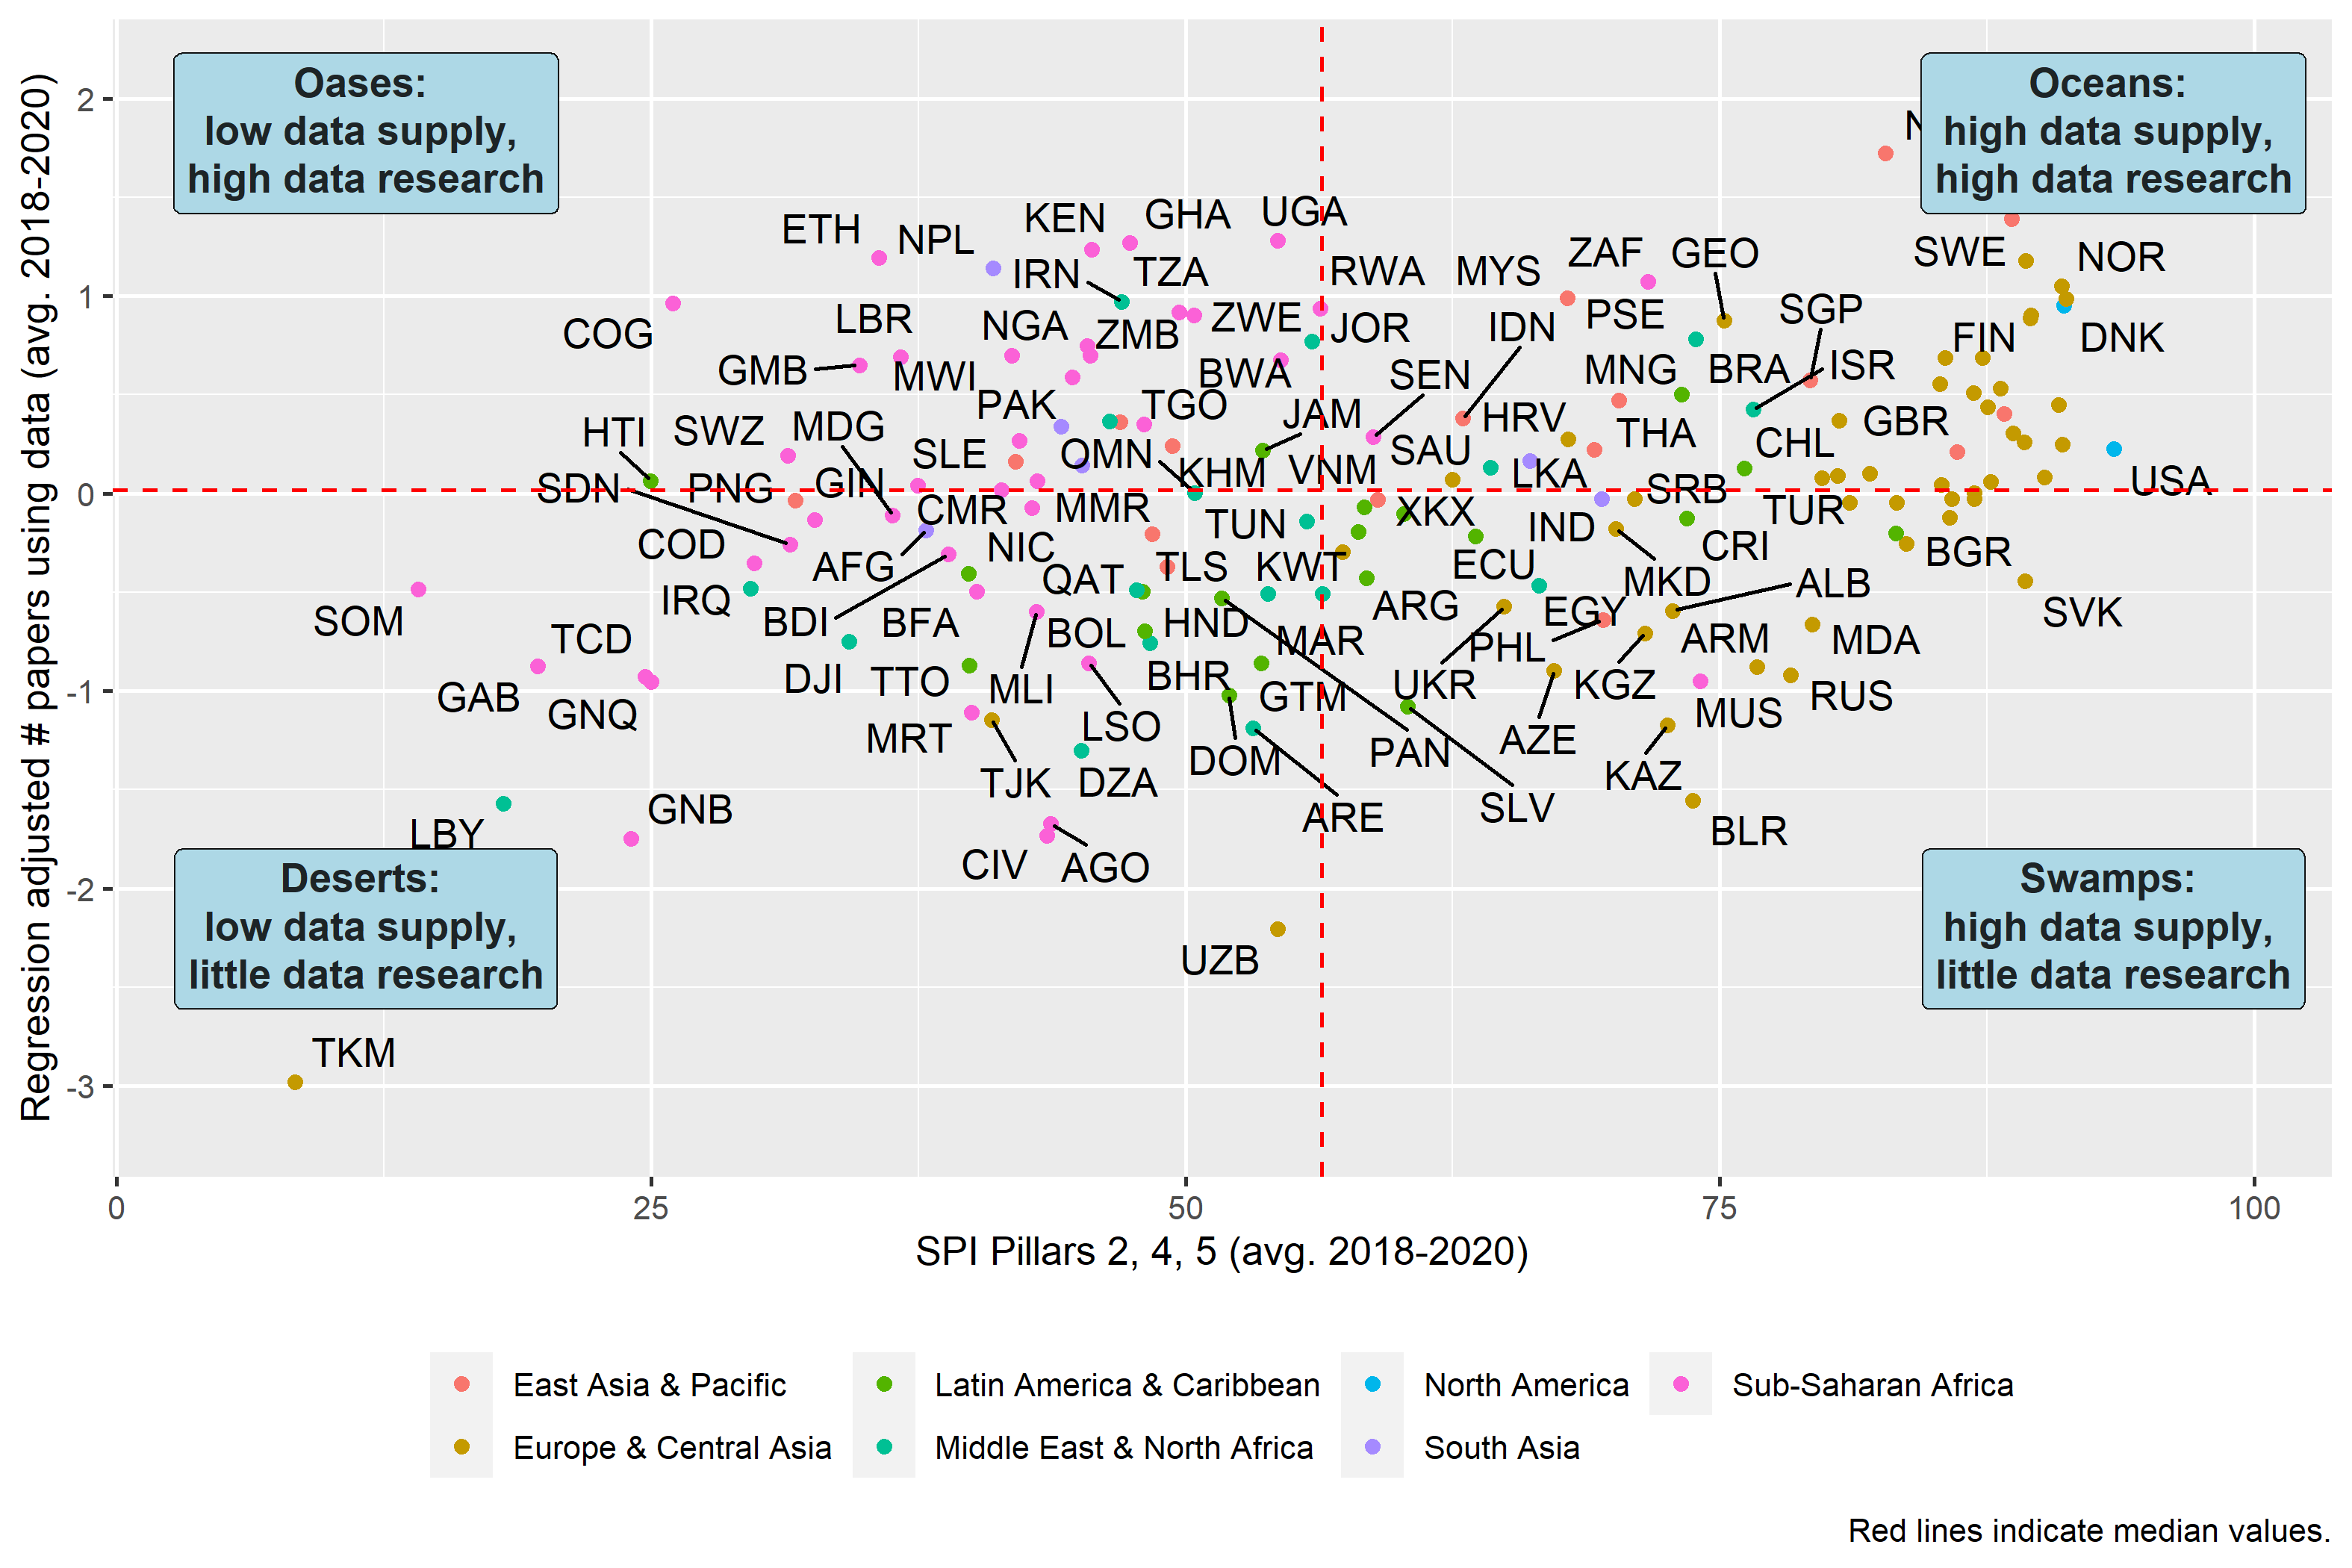 Regression adjusted # papers using data (avg. 2018-2020)
2
1
0
-1
-2
-3
Oases:
low data supply,
high data research
Oceans:
high data supply,
high data research
Deserts:
low data supply,
little data research
Swamps:
high data supply,
little data research
ETH
NPL
KEN
GHA
UGA
IRN
TZA
RWA
MYS
ZAF
GEO
SWE
NOR
COG
LBR
NGA
ZMB
ZWE
JOR
IDN
PSE
SGP
FIN
DNK
GMB
MWI
BWA
SEN
MNG
BRA
ISR
PAK
TGO
JAM
HRV
HTI
SWZ
MDG
SLE
OMN
KHM
VNM
SAU
THA
CHL
GBR
SDN
PNG
GIN
CMR
MMR
XKX
LKA
SRB
TUR
USA
COD
AFG
NIC
TUN
IND
CRI
BGR
SOM
IRQ
BDI
BFA
QAT
TLS
KWT
ECU
MKD
ALB
TCD
BOL
HND
MAR
ARG
EGY
PHL
ARM
MDA
SVK
GAB
GNQ
DJI
TTO
MLI
BHR
GTM
UKR
KGZ
MUS
RUS
MRT
LSO
DOM
PAN
AZE
KAZ
TJK
DZA
ARE
SLV
BLR
LBY
GNB
CIV
AGO
UZB
TKM
0
25
50
75
100
SPI Pillars 2, 4, 5 (avg. 2018-2020)
East Asia & Pacific
Latin America & Caribbean
North America
Sub-Saharan Africa
Europe & Central Asia
Middle East & North Africa
South Asia
Red lines indicate median values.